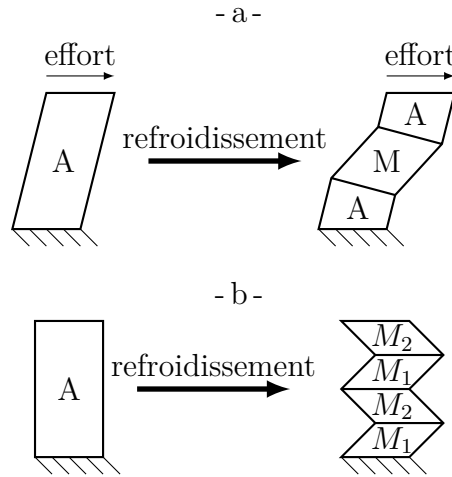 - a -
effort
effort
A
refroidissement
A
M
A
- b -
A
refroidissement
M₂
M₁
M₂
M₁